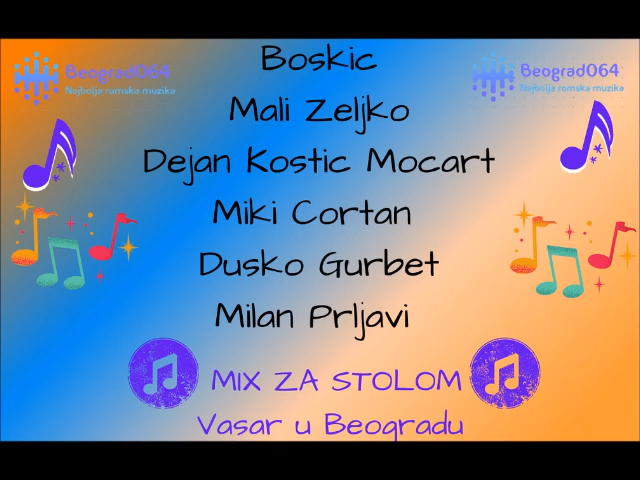 Beograd064
Najbolja romska muzika
Beograd064
Najbolja romska muzika
Boskic
Mali Zeljko
Dejan Kostic Mocart
Miki Cortan
Dusko Gurbet
Milan Prljavi
MIX ZA STOLOM
Vasar u Beogradu